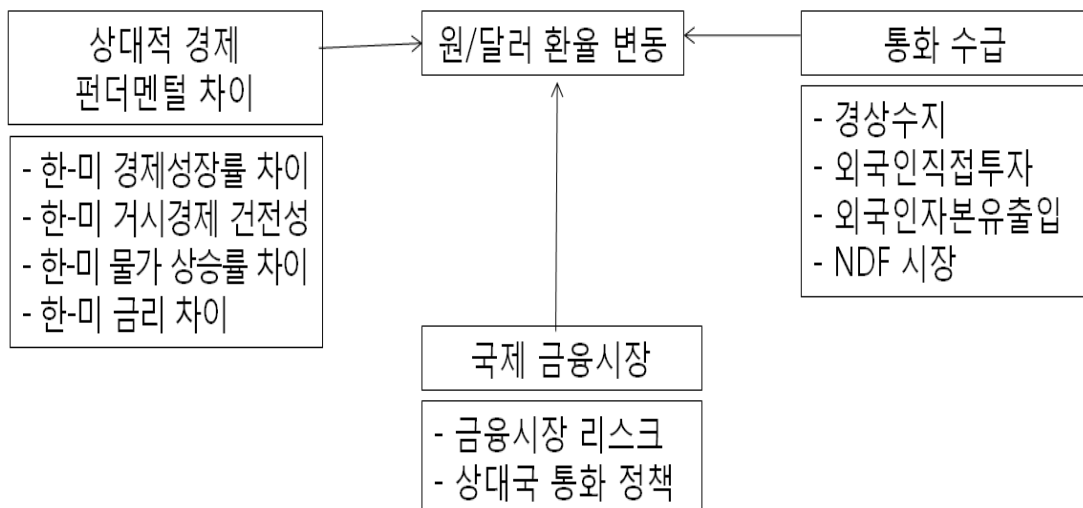 상대적 경제
펀더멘털 차이
- 한-미 경제성장률 차이
- 한-미 거시경제 건전성
- 한-미 물가 상승률 차이
- 한-미 금리 차이
원/달러 환율 변동
통화 수급
- 경상수지
- 외국인직접투자
- 외국인자본유출입
- NDF 시장
국제 금융시장
- 금융시장 리스크
- 상대국 통화 정책